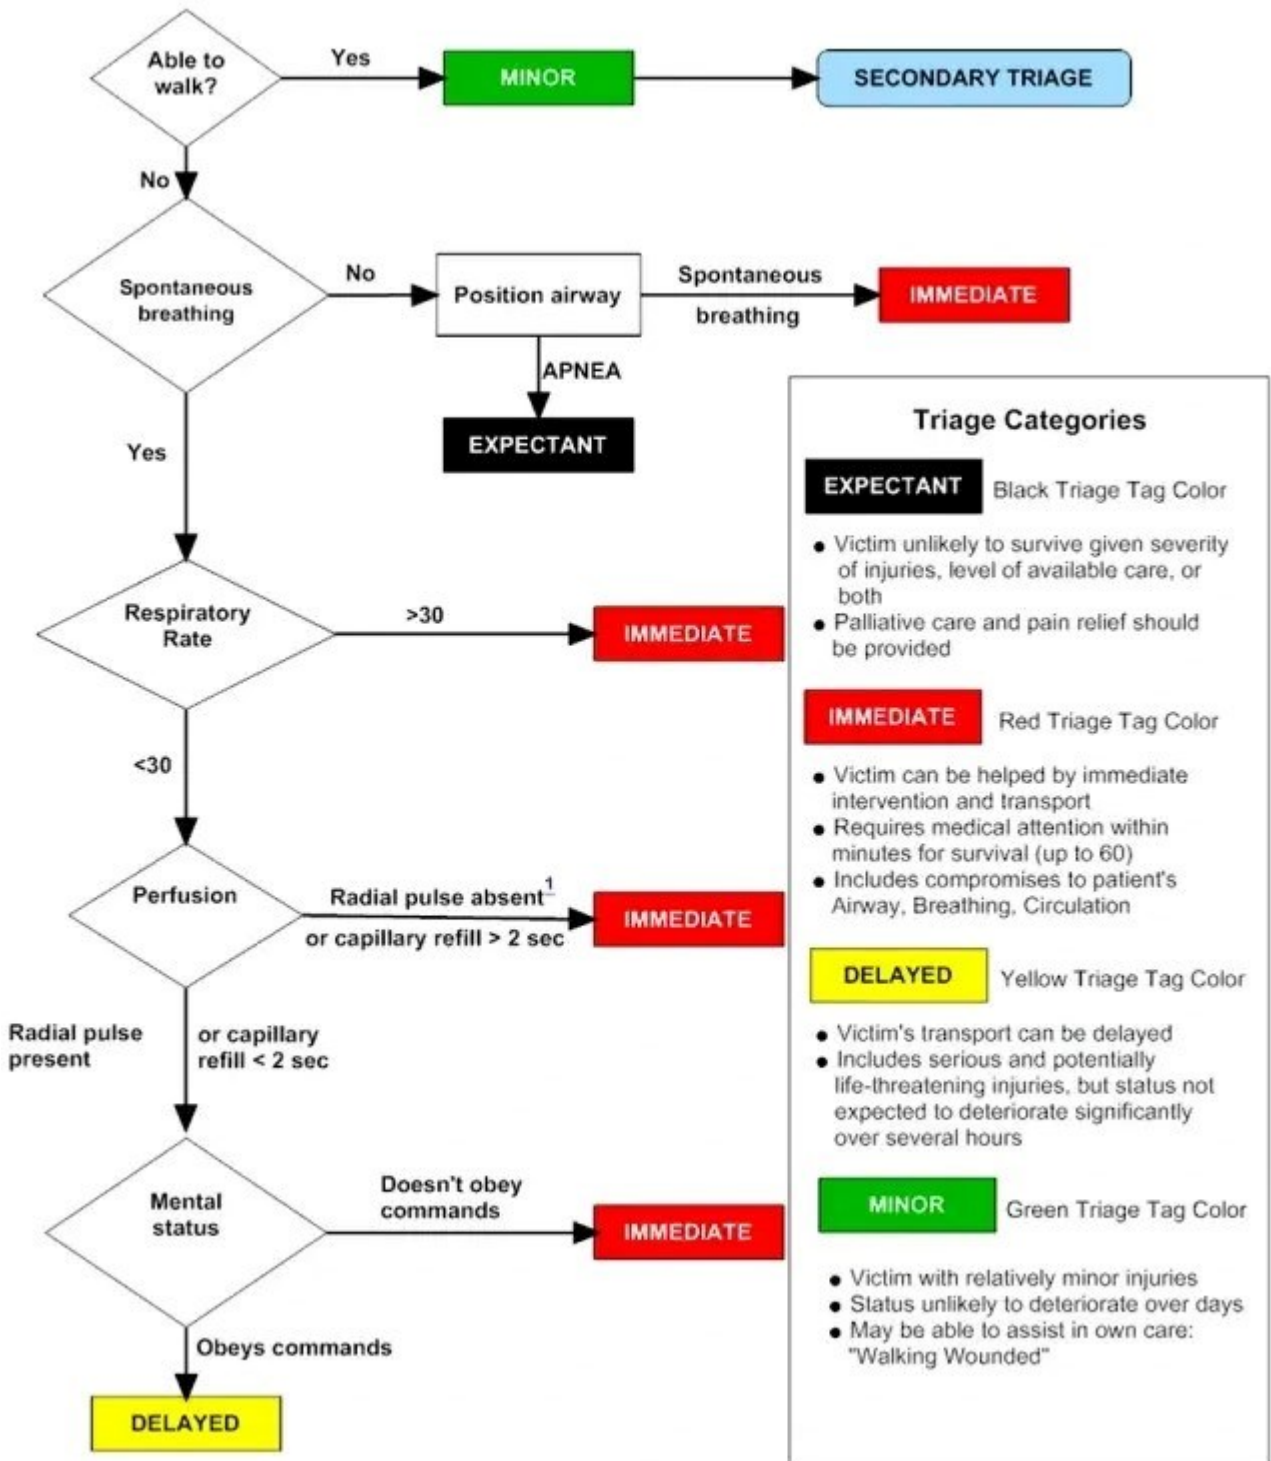 Able to
walk?
Yes
MINOR
SECONDARY TRIAGE
No
Spontaneous
breathing
No
Position airway
Spontaneous
breathing
IMMEDIATE
APNEA
EXPECTANT
Yes
Respiratory
Rate
>30
IMMEDIATE
<30
Perfusion
Radial pulse absent1
or capillary refill > 2 sec
IMMEDIATE
Radial pulse
present
or capillary
refill < 2 sec
Mental
status
Doesn't obey
commands
IMMEDIATE
Obeys commands
DELAYED
Triage Categories
EXPECTANT Black Triage Tag Color
● Victim unlikely to survive given severity
of injuries, level of available care, or
both
● Palliative care and pain relief should
be provided
IMMEDIATE Red Triage Tag Color
● Victim can be helped by immediate
intervention and transport
● Requires medical attention within
minutes for survival (up to 60)
● Includes compromises to patient's
Airway, Breathing, Circulation
DELAYED Yellow Triage Tag Color
● Victim's transport can be delayed
● Includes serious and potentially
life-threatening injuries, but status not
expected to deteriorate significantly
over several hours
MINOR Green Triage Tag Color
● Victim with relatively minor injuries
● Status unlikely to deteriorate over days
● May be able to assist in own care:
"Walking Wounded"